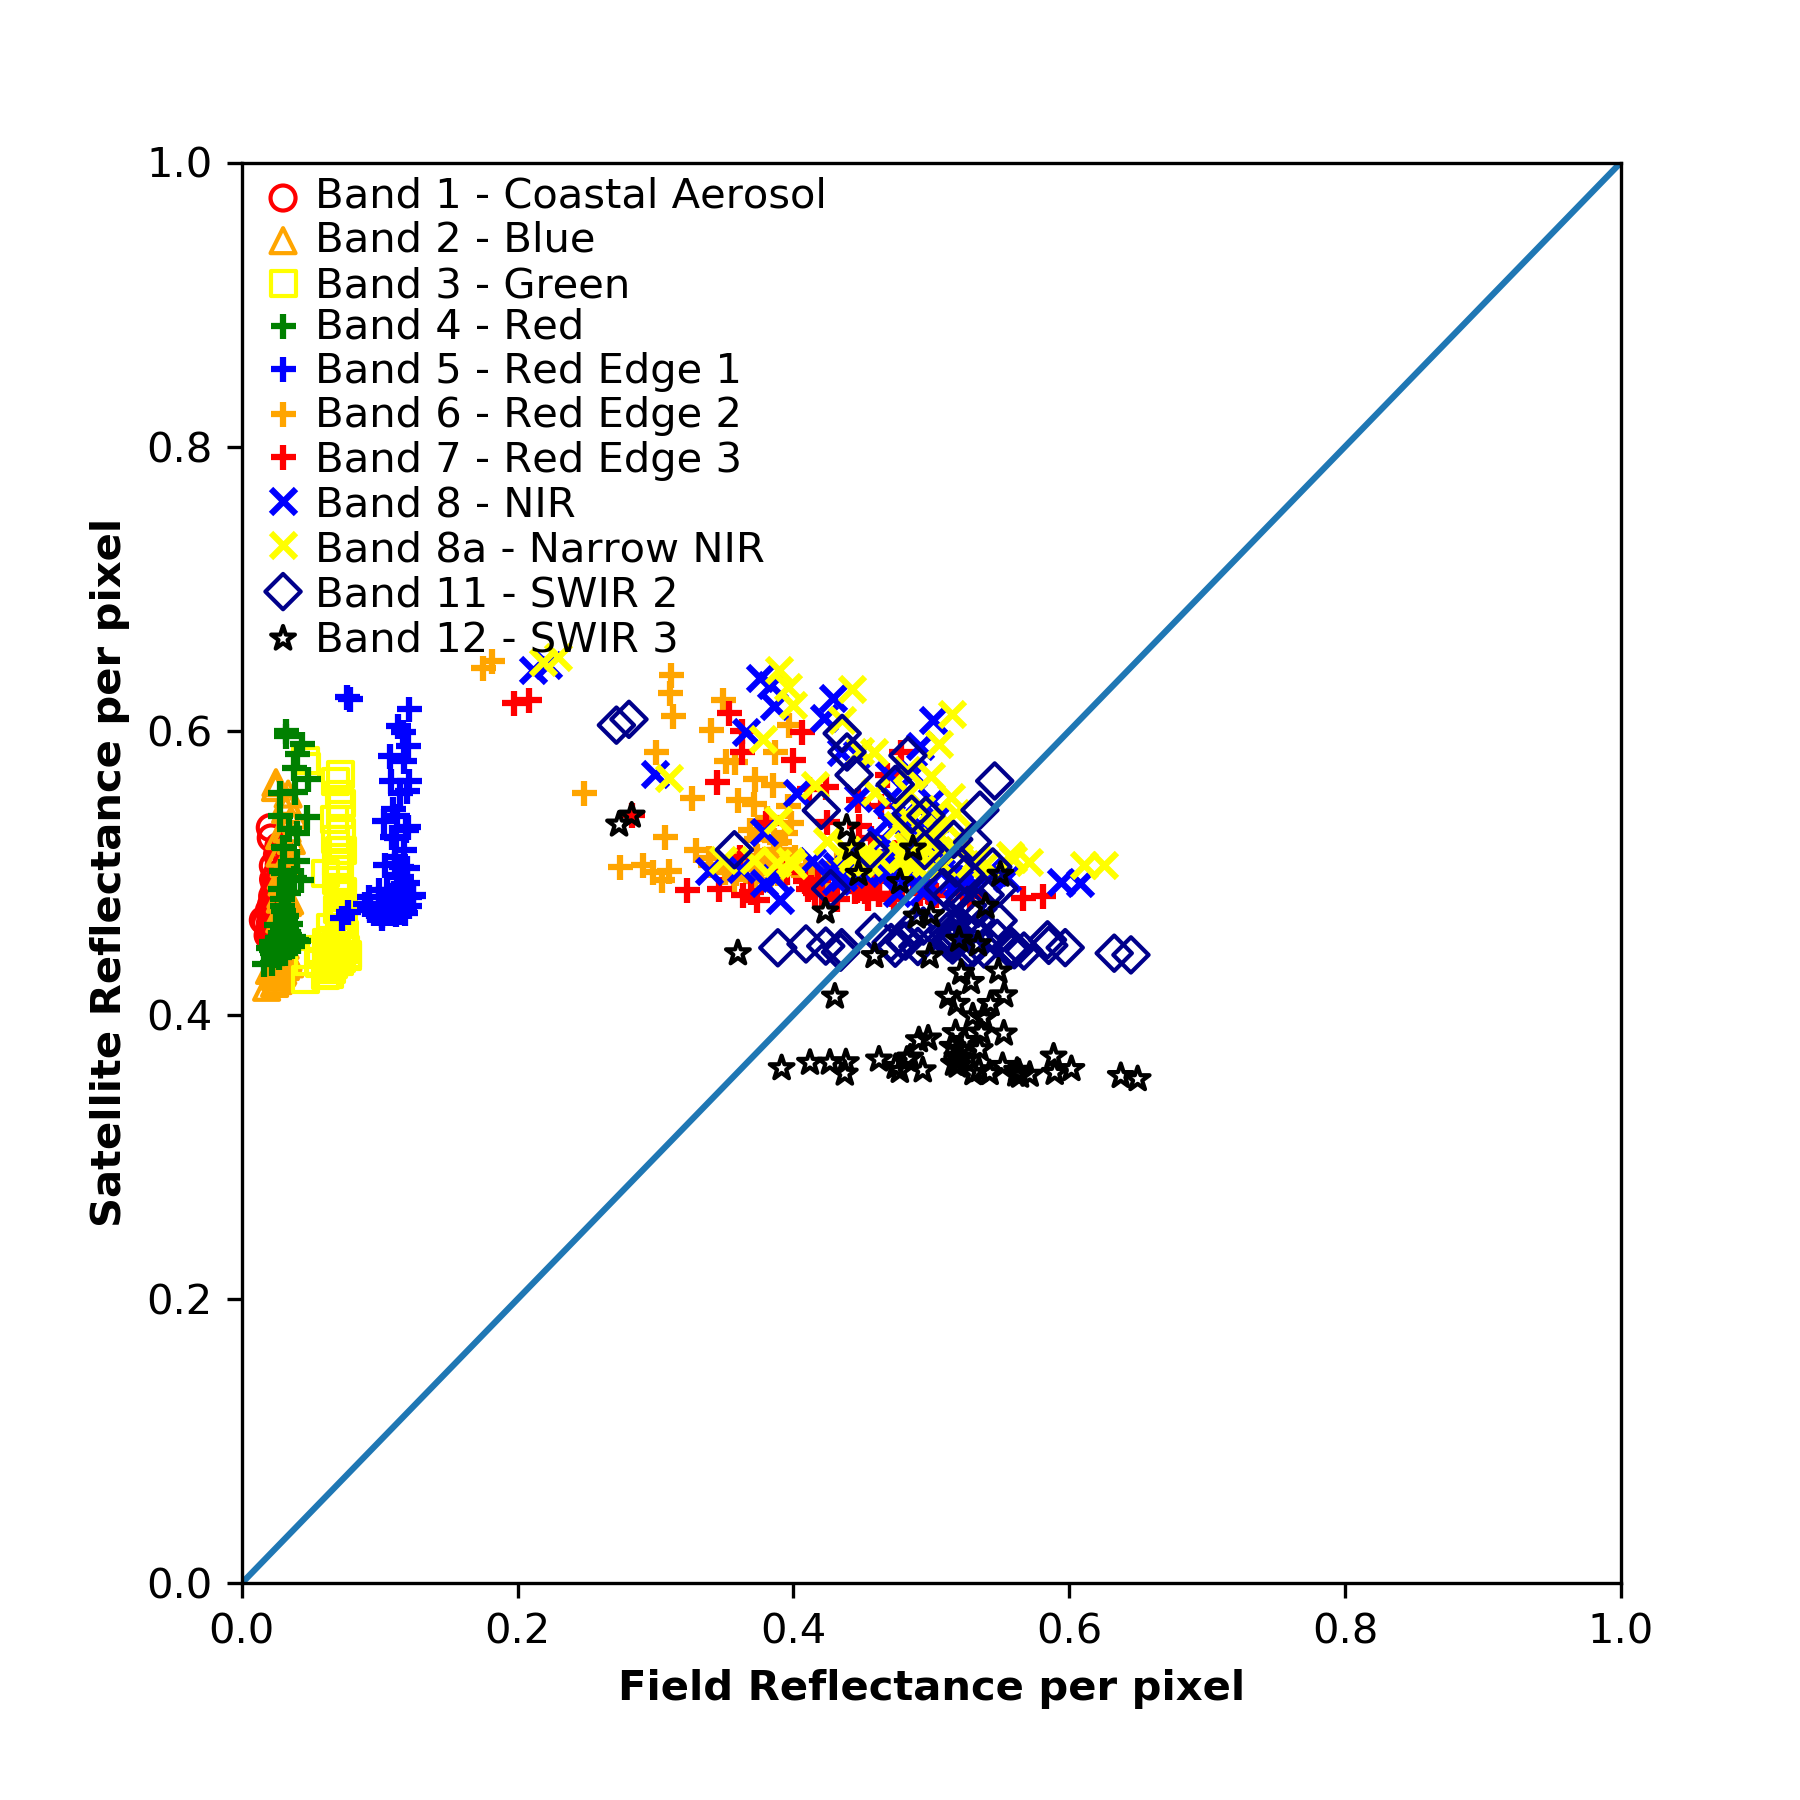 1.0
Band 1 - Coastal Aerosol
Band 2 - Blue
Band 3 - Green
Band 4 - Red
Band 5 - Red Edge 1
Band 6 - Red Edge 2
0.8
Band 7 - Red Edge 3
Band 8 - NIR
Band 8a - Narrow NIR
Band 11 - SWIR 2
Band 12 - SWIR 3
0.6
0.4
0.2
0.0
Satellite Reflectance per pixel
0.0 0.2 0.4 0.6 0.8 1.0
Field Reflectance per pixel